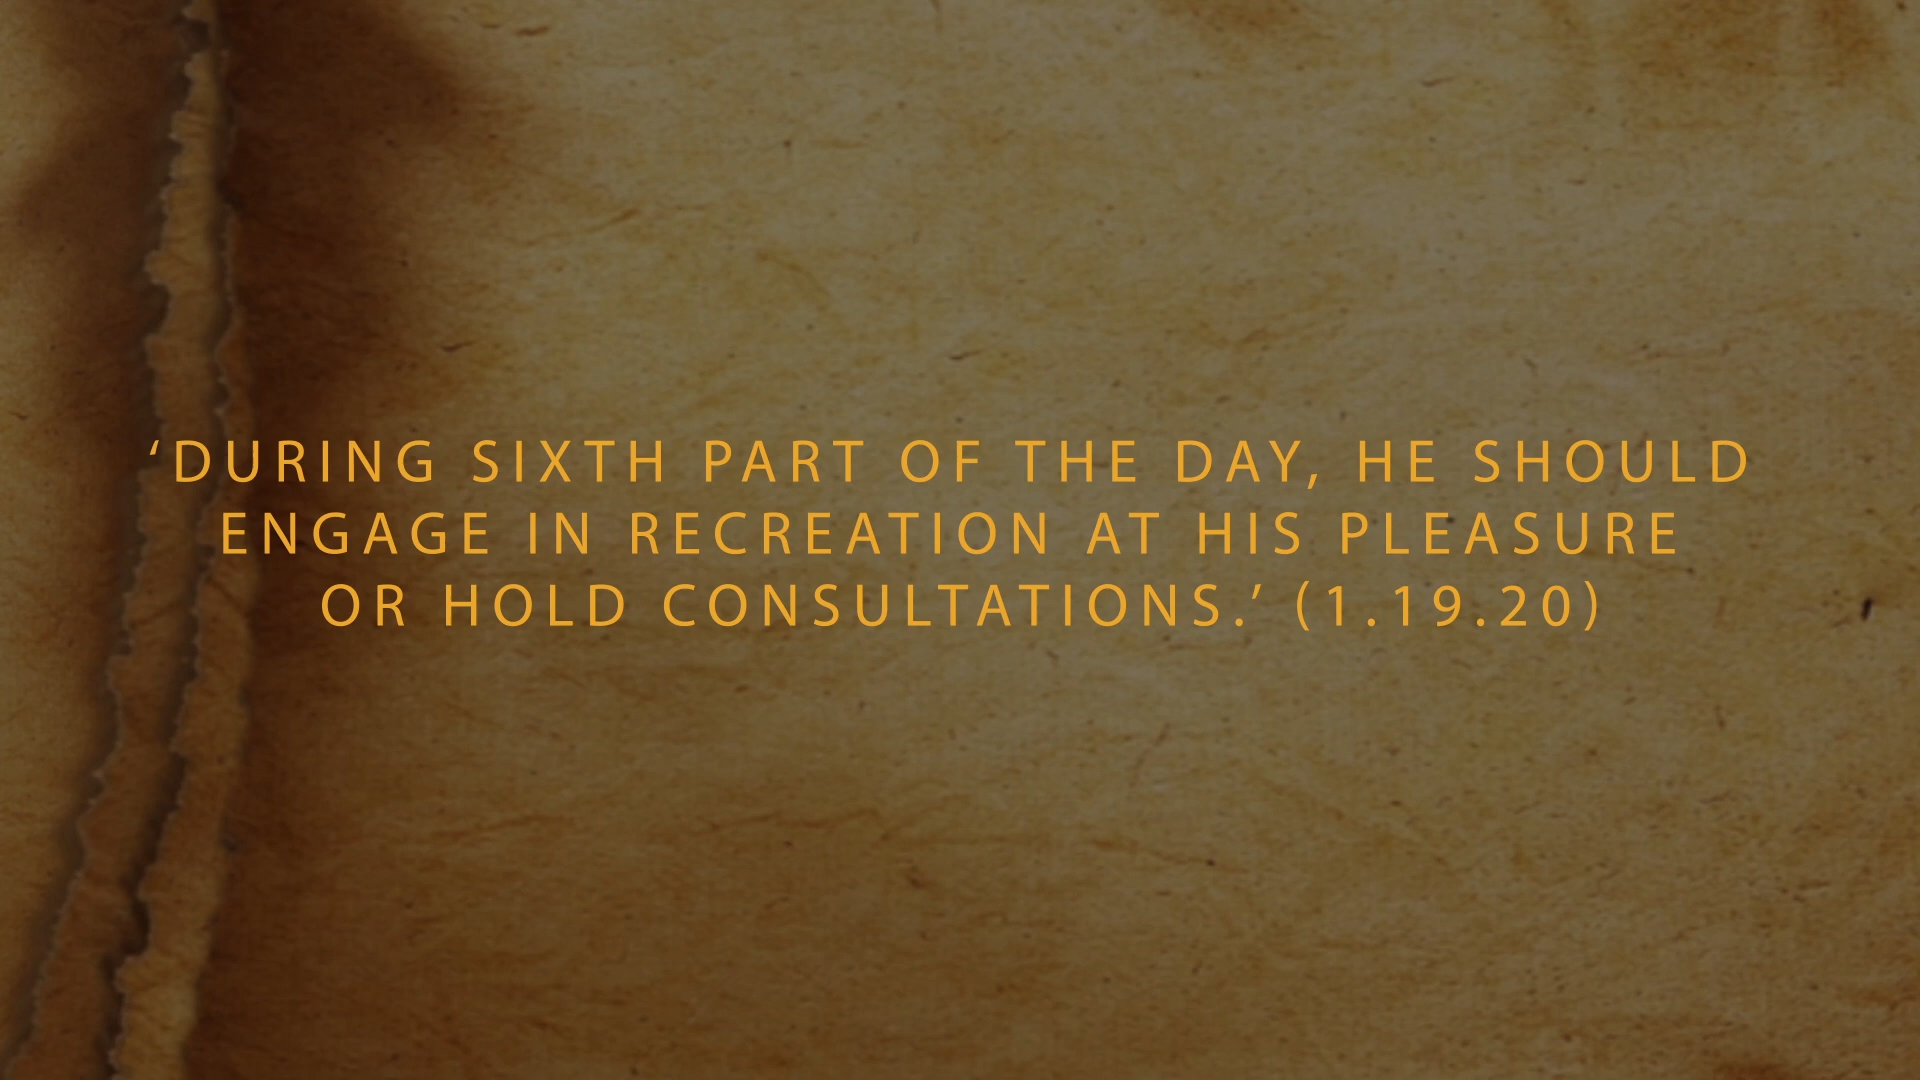 ‘DURING SIXTH PART OF THE DAY, HE SHOULD
ENGAGE IN RECREATION AT HIS PLEASURE
OR HOLD CONSULTATIONS.’ (1.19.20)